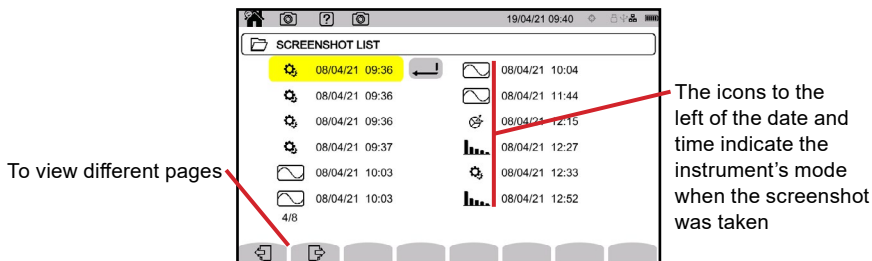 19/04/21 09:40
SCREENSHOT LIST
08/04/21 09:36
08/04/21 09:36
08/04/21 09:36
08/04/21 09:37
08/04/21 10:03
08/04/21 10:03
4/8
08/04/21 10:04
08/04/21 11:44
08/04/21 12:15
08/04/21 12:27
08/04/21 12:33
08/04/21 12:52
To view different pages
The icons to the
left of the date and
time indicate the
instrument's mode
when the screenshot
was taken